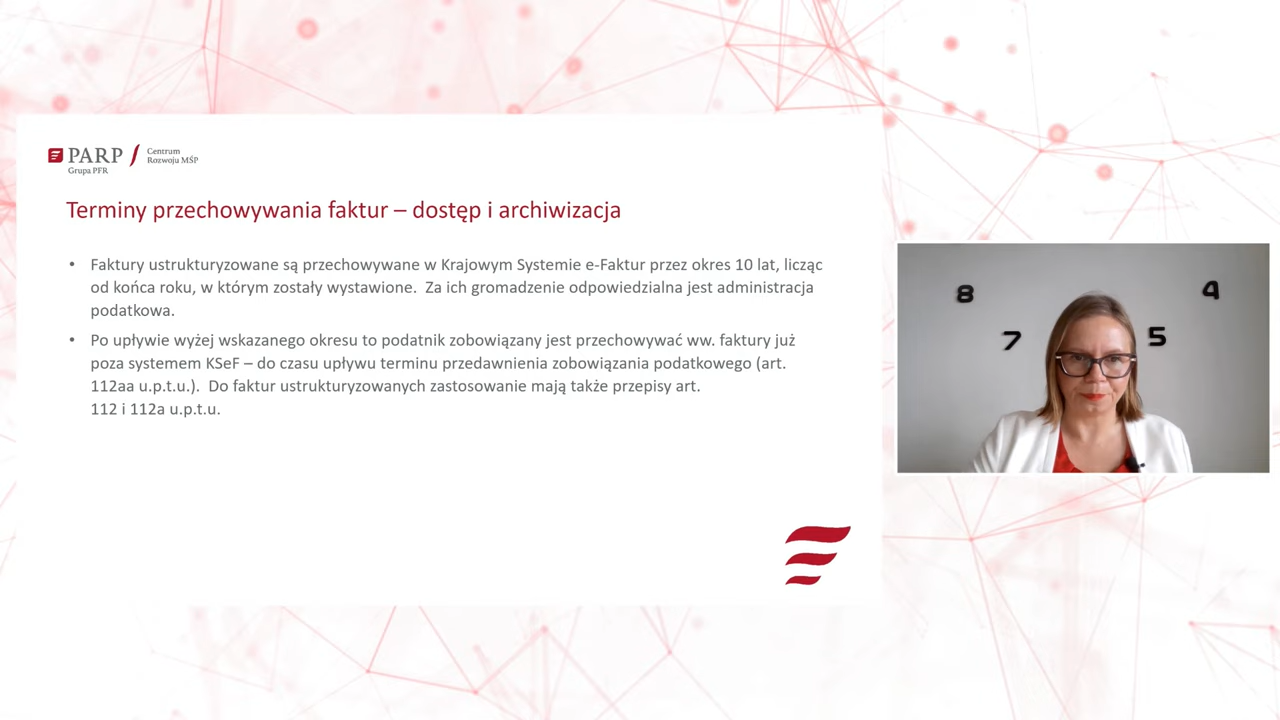 PARP
Grupa PFR
Centrum
Rozwoju MŚP
Terminy przechowywania faktur – dostęp i archiwizacja
• Faktury ustrukturyzowane są przechowywane w Krajowym Systemie e-Faktur przez okres 10 lat, licząc
od końca roku, w którym zostały wystawione.  Za ich gromadzenie odpowiedzialna jest administracja
podatkowa.
• Po upływie wyżej wskazanego okresu to podatnik zobowiązany jest przechowywać ww. faktury już
poza systemem KSeF – do czasu upływu terminu przedawnienia zobowiązania podatkowego (art.
112aa u.p.t.u.).  Do faktur ustrukturyzowanych zastosowanie mają także przepisy art.
112 i 112a u.p.t.u.
8
4
7
5